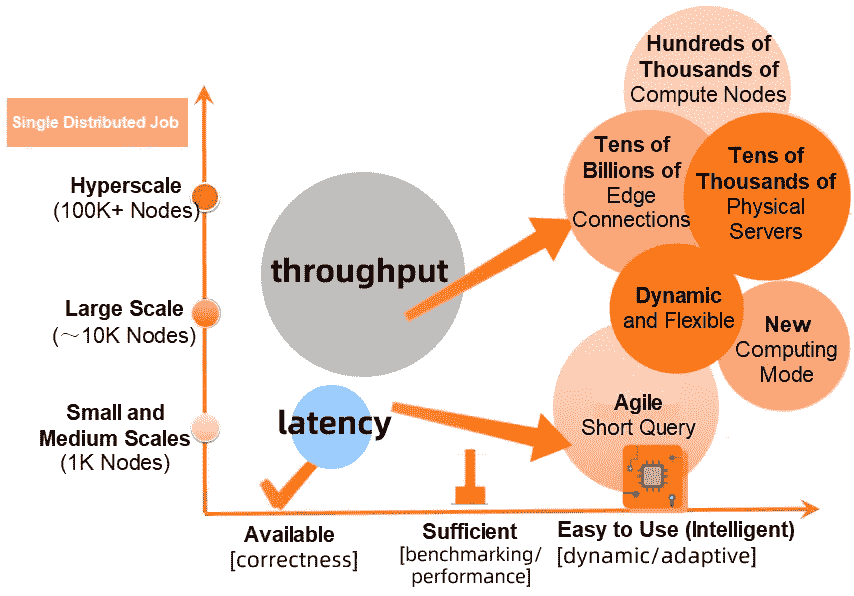 Single Distributed Job
Hyperscale
(100K+ Nodes)
Large Scale
(～10K Nodes)
Small and
Medium Scales
(1K Nodes)
throughput
latency
Hundreds of
Thousands of
Compute Nodes
Tens of
Billions of
Edge
Connections
Tens of
Thousands of
Physical
Servers
Dynamic
and Flexible
New
Computing
Mode
Agile
Short Query
Available
[correctness]
Sufficient
[benchmarking/
performance]
Easy to Use (Intelligent)
[dynamic/adaptive]